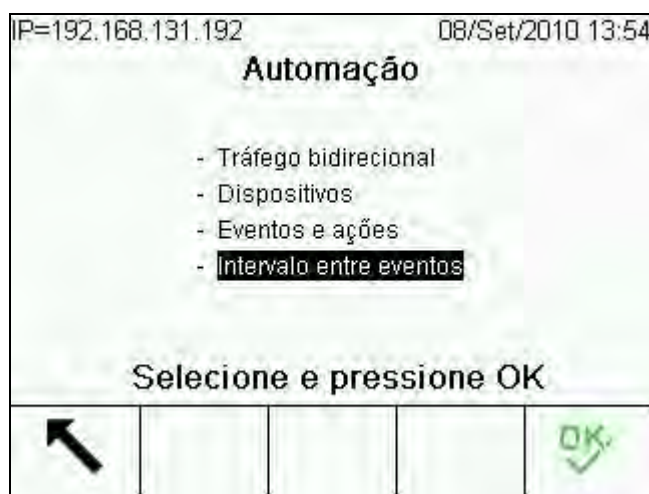 IP=192.168.131.192 08/Set/2010 13:54
Automação
- Tráfego bidirecional
- Dispositivos
- Eventos e ações
- Intervalo entre eventos
Selecione e pressione OK
OK